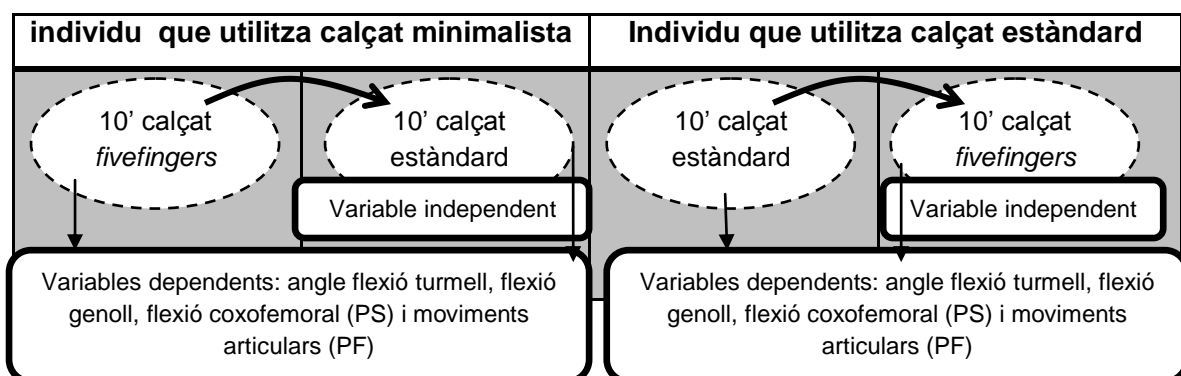 individu que utilitza calçat minimalista
Individu que utilitza calçat estàndard
10’ calçat
fivefingers
10’ calçat
estàndard
Variable independent
10’ calçat
estàndard
10’ calçat
fivefingers
Variable independent
Variables dependents: angle flexió turmell, flexió
genoll, flexió coxofemoral (PS) i moviments
articulars (PF)
Variables dependents: angle flexió turmell, flexió
genoll, flexió coxofemoral (PS) i moviments
articulars (PF)